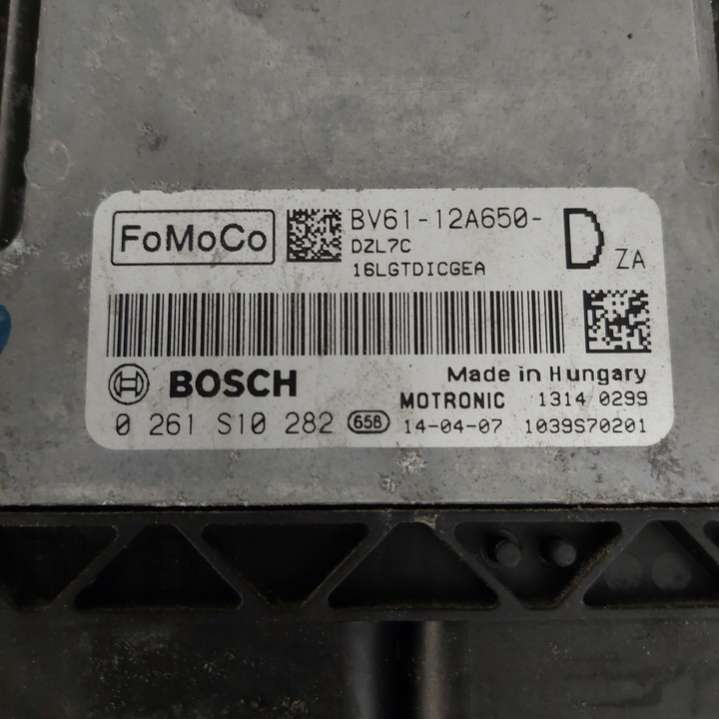 FoMoCo BV61-12A650- D ZA
DZL7C
16LGTDICGEA
BOSCH Made in Hungary
MOTRONIC 1314 0299
0 261 S10 282 658 14-04-07 1039S70201